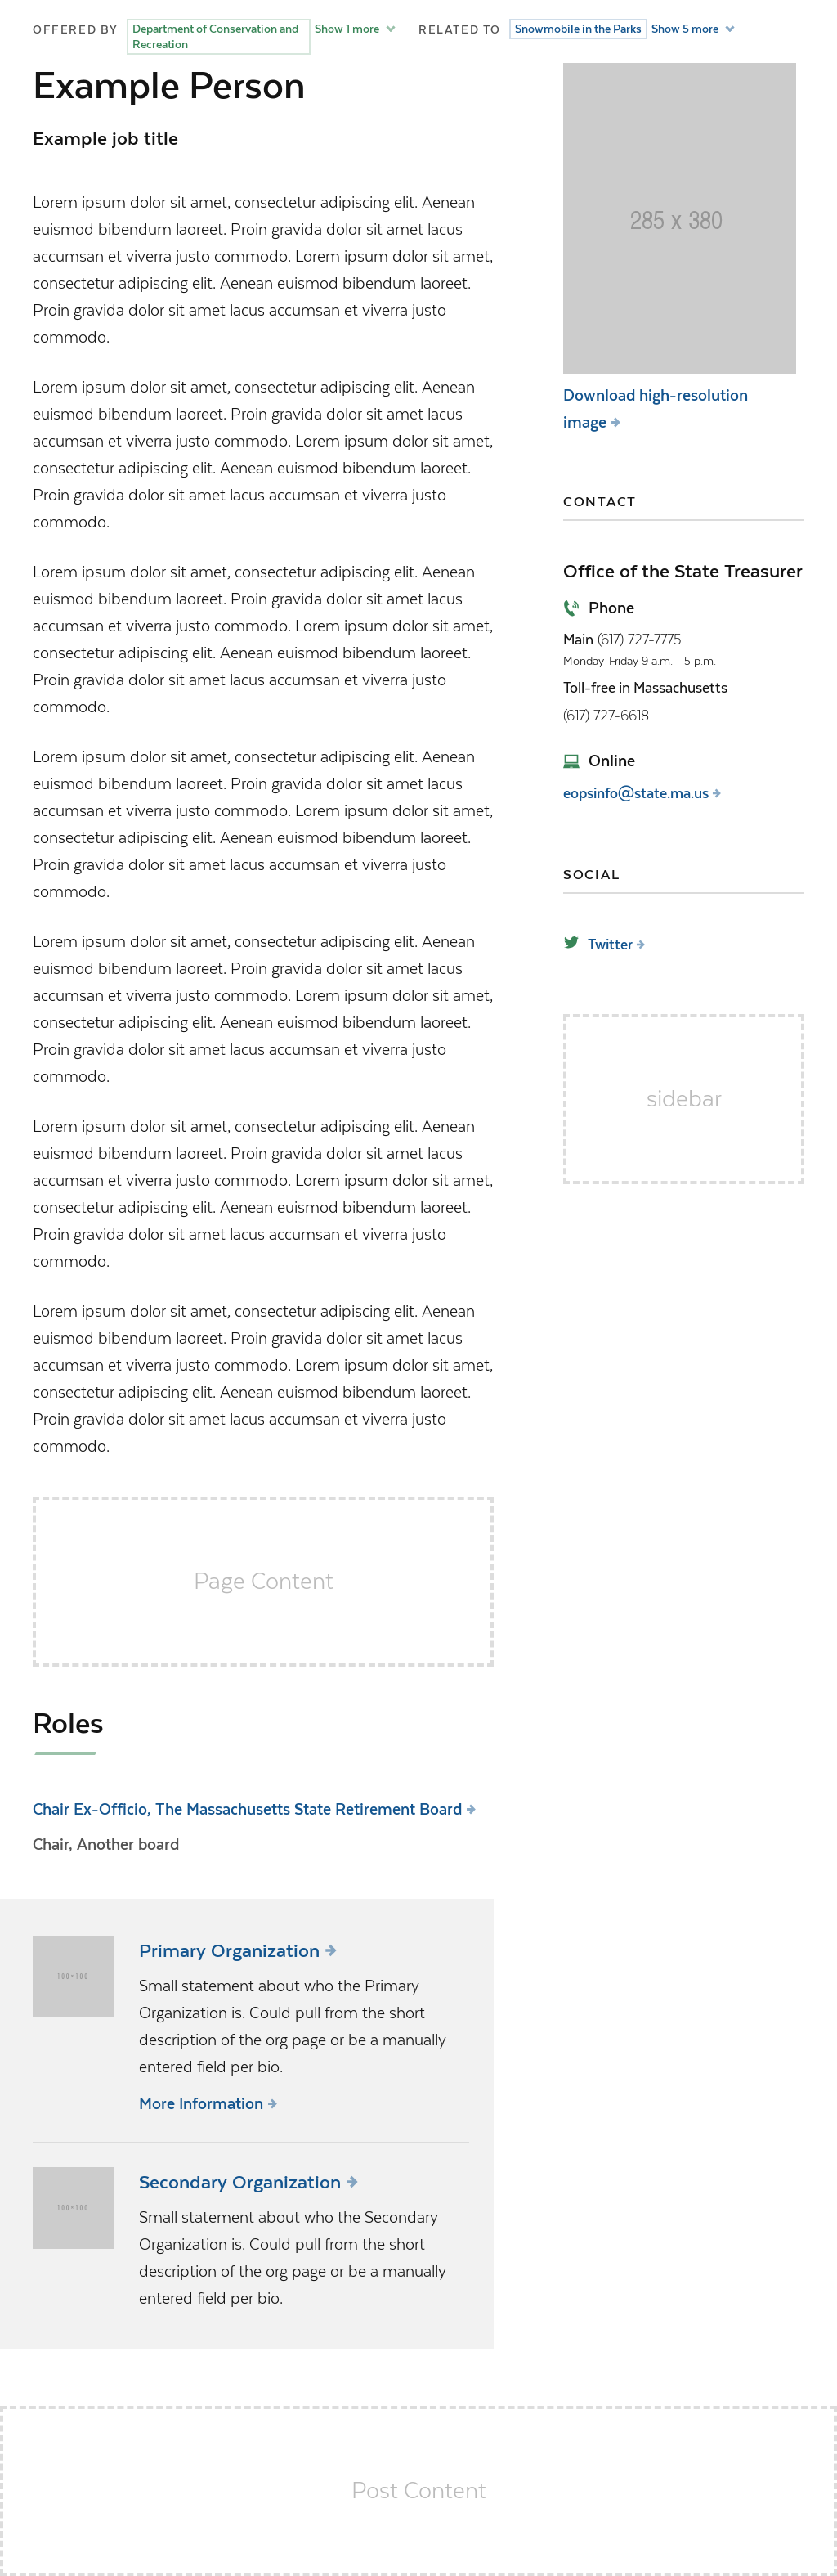 OFFERED BY
Department of Conservation and
Recreation
Show 1 more
RELATED TO
Snowmobile in the Parks
Show 5 more
Example Person
Example job title
Lorem ipsum dolor sit amet, consectetur adipiscing elit. Aenean
euismod bibendum laoreet. Proin gravida dolor sit amet lacus
accumsan et viverra justo commodo. Lorem ipsum dolor sit amet,
consectetur adipiscing elit. Aenean euismod bibendum laoreet.
Proin gravida dolor sit amet lacus accumsan et viverra justo
commodo.
Lorem ipsum dolor sit amet, consectetur adipiscing elit. Aenean
euismod bibendum laoreet. Proin gravida dolor sit amet lacus
accumsan et viverra justo commodo. Lorem ipsum dolor sit amet,
consectetur adipiscing elit. Aenean euismod bibendum laoreet.
Proin gravida dolor sit amet lacus accumsan et viverra justo
commodo.
Lorem ipsum dolor sit amet, consectetur adipiscing elit. Aenean
euismod bibendum laoreet. Proin gravida dolor sit amet lacus
accumsan et viverra justo commodo. Lorem ipsum dolor sit amet,
consectetur adipiscing elit. Aenean euismod bibendum laoreet.
Proin gravida dolor sit amet lacus accumsan et viverra justo
commodo.
Lorem ipsum dolor sit amet, consectetur adipiscing elit. Aenean
euismod bibendum laoreet. Proin gravida dolor sit amet lacus
accumsan et viverra justo commodo. Lorem ipsum dolor sit amet,
consectetur adipiscing elit. Aenean euismod bibendum laoreet.
Proin gravida dolor sit amet lacus accumsan et viverra justo
commodo.
Lorem ipsum dolor sit amet, consectetur adipiscing elit. Aenean
euismod bibendum laoreet. Proin gravida dolor sit amet lacus
accumsan et viverra justo commodo. Lorem ipsum dolor sit amet,
consectetur adipiscing elit. Aenean euismod bibendum laoreet.
Proin gravida dolor sit amet lacus accumsan et viverra justo
commodo.
Lorem ipsum dolor sit amet, consectetur adipiscing elit. Aenean
euismod bibendum laoreet. Proin gravida dolor sit amet lacus
accumsan et viverra justo commodo. Lorem ipsum dolor sit amet,
consectetur adipiscing elit. Aenean euismod bibendum laoreet.
Proin gravida dolor sit amet lacus accumsan et viverra justo
commodo.
Lorem ipsum dolor sit amet, consectetur adipiscing elit. Aenean
euismod bibendum laoreet. Proin gravida dolor sit amet lacus
accumsan et viverra justo commodo. Lorem ipsum dolor sit amet,
consectetur adipiscing elit. Aenean euismod bibendum laoreet.
Proin gravida dolor sit amet lacus accumsan et viverra justo
commodo.
Page Content
Roles
Chair Ex-Officio, The Massachusetts State Retirement Board
Chair, Another board
100×100
Primary Organization
Small statement about who the Primary
Organization is. Could pull from the short
description of the org page or be a manually
entered field per bio.
More Information
100×100
Secondary Organization
Small statement about who the Secondary
Organization is. Could pull from the short
description of the org page or be a manually
entered field per bio.
285 x 380
Download high-resolution
image
CONTACT
Office of the State Treasurer
Phone
Main (617) 727-7775
Monday-Friday 9 a.m. - 5 p.m.
Toll-free in Massachusetts
(617) 727-6618
Online
eopsinfo@state.ma.us
SOCIAL
Twitter
sidebar
Post Content